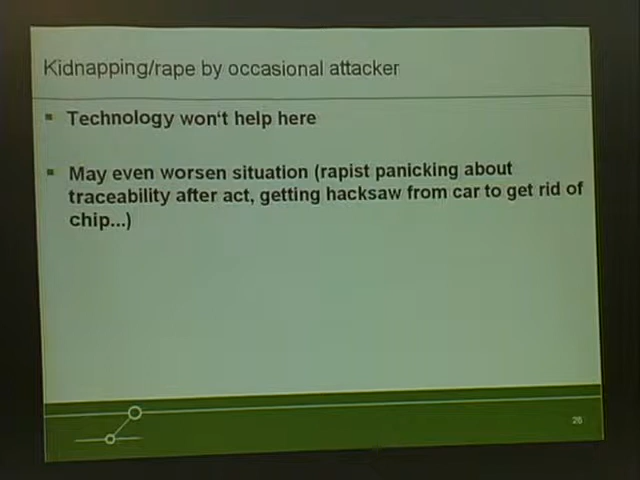 Kidnapping/rape by occasional attacker
Technology won't help here
May even worsen situation (rapist panicking about
traceability after act, getting hacksaw from car to get rid of
chip...)
26